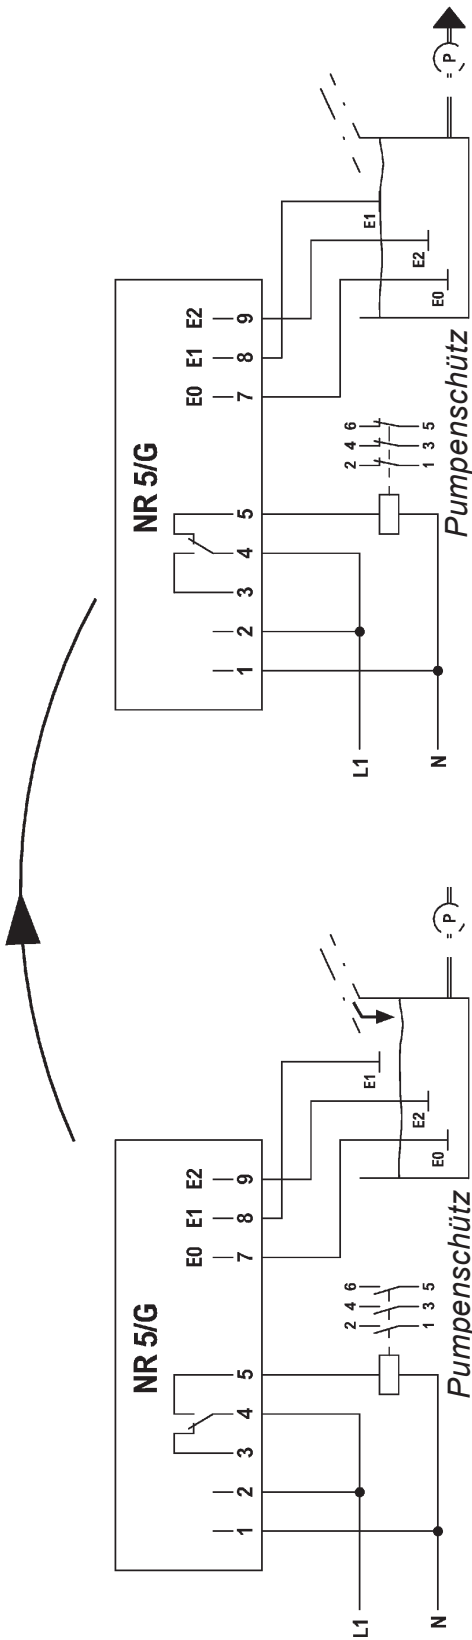 NR 5/G
E0 E1 E2
1 2 3 4 5 7 8 9
L1
N
2 4 6
1 3 5
Pumpenschütz
E1
E2
E0
P
NR 5/G
E0 E1 E2
1 2 3 4 5 7 8 9
L1
N
2 4 6
1 3 5
Pumpenschütz
E1
E2
E0
P